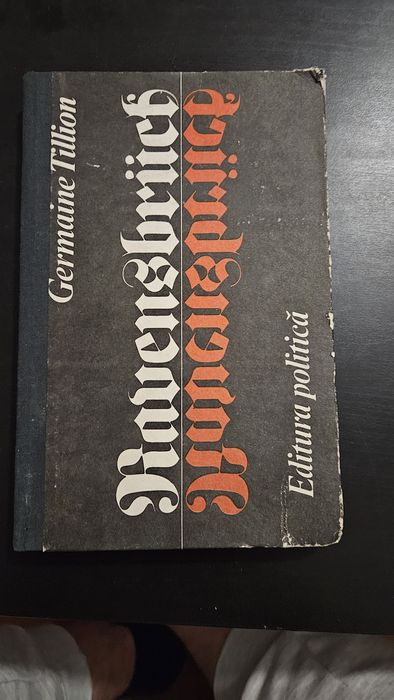 Germaine Tillion
Ravensbrück
Ravensbrück
Editura politică